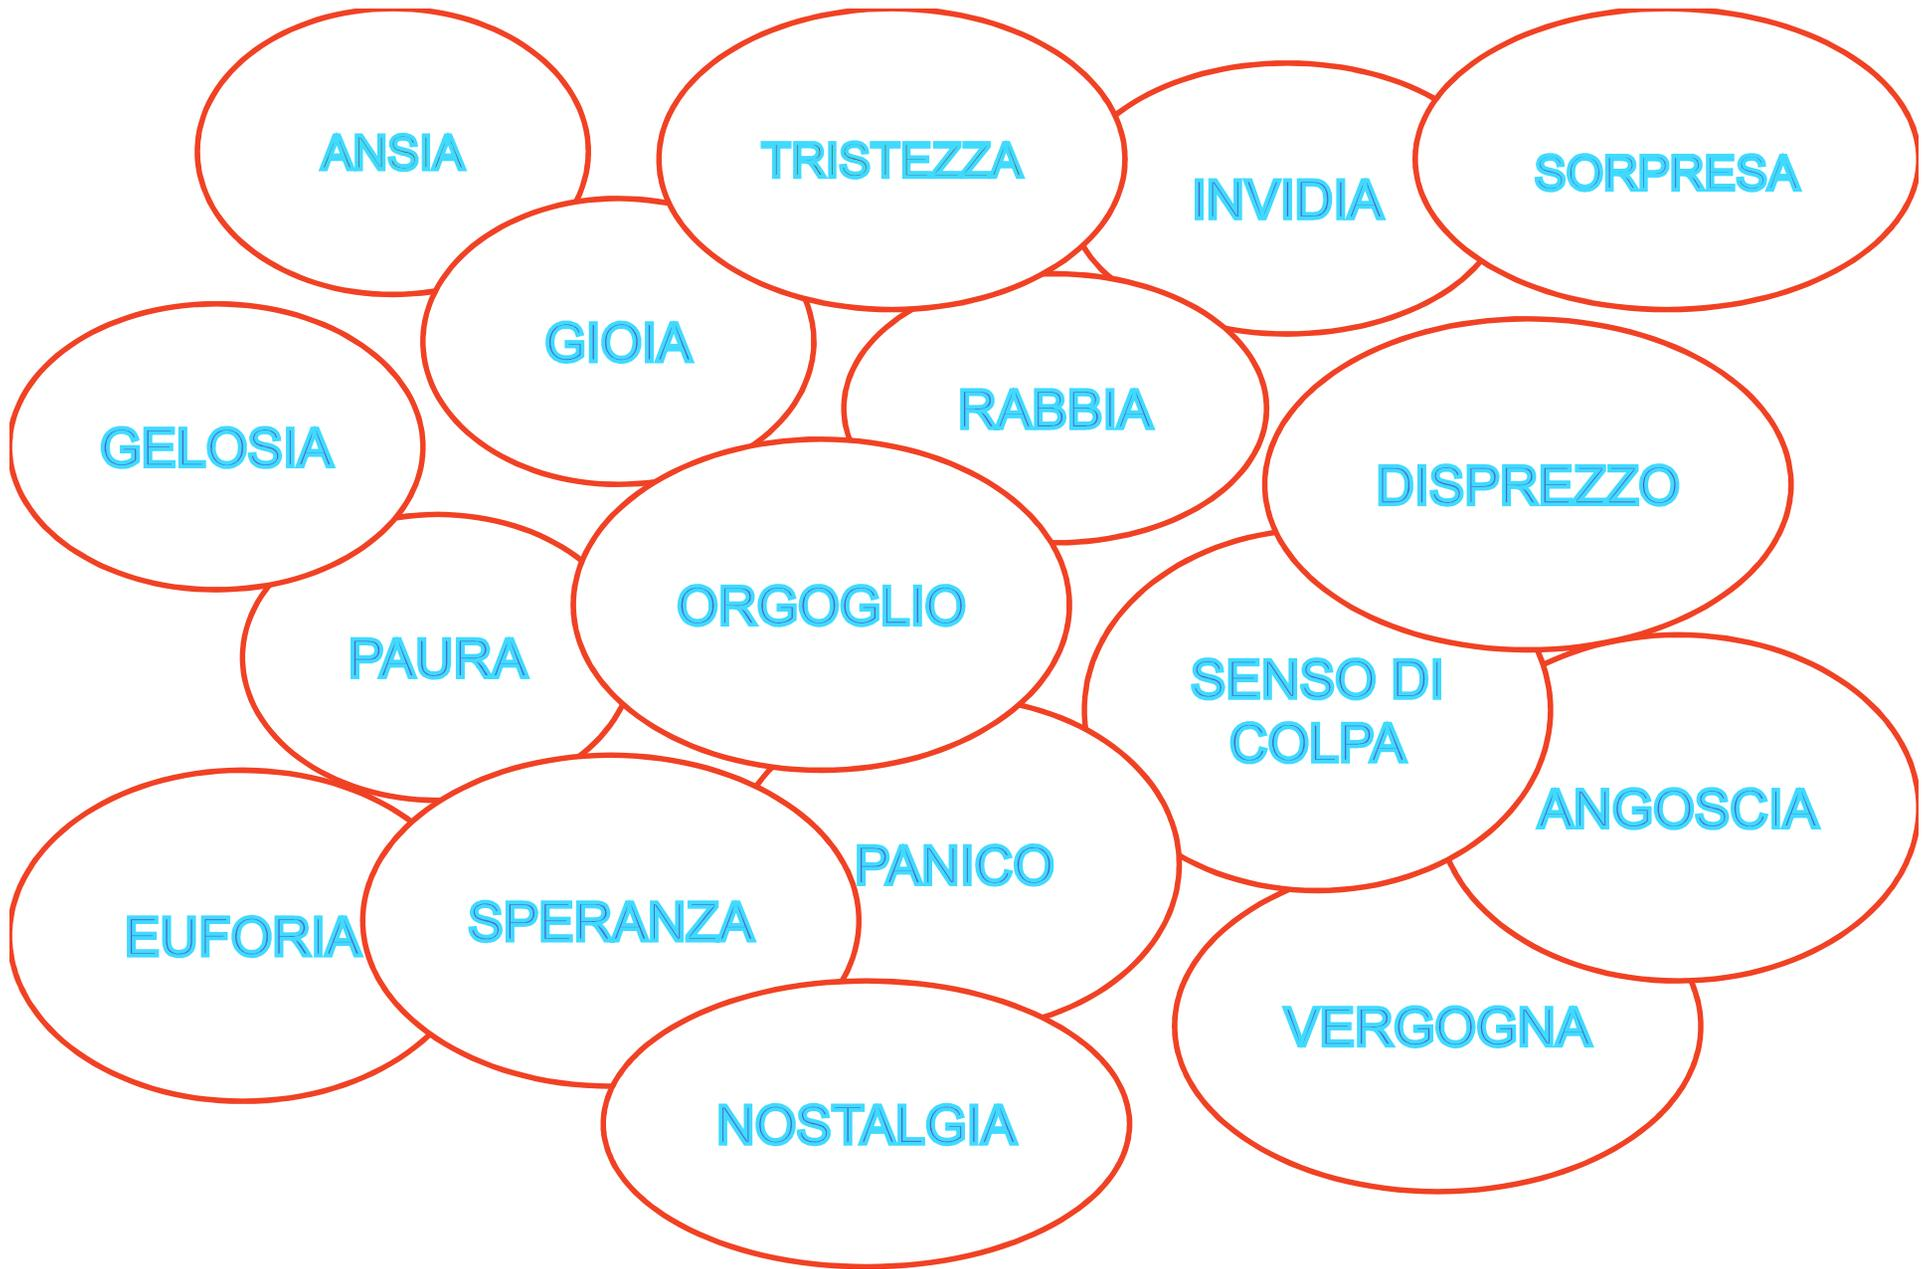 ANSIA
TRISTEZZA
INVIDIA
SORPRESA
GIOIA
RABBIA
GELOSIA
DISPREZZO
ORGOGLIO
PAURA
SENSO DI
COLPA
ANGOSCIA
PANICO
SPERANZA
EUFORIA
VERGOGNA
NOSTALGIA